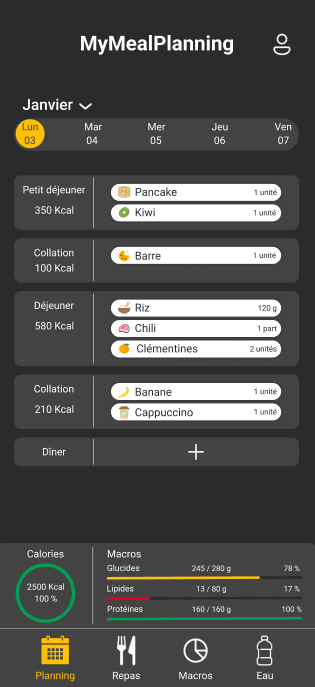 MyMealPlanning
Janvier
Lun Mar Mer Jeu Ven
03 04 05 06 07
Petit déjeuner
350 Kcal
Pancake 1 unité
Kiwi 1 unité
Collation
100 Kcal
Barre 1 unité
Déjeuner
580 Kcal
Riz 120 g
Chili 1 part
Clémentines 2 unités
Collation
210 Kcal
Banane 1 unité
Cappuccino 1 unité
Dîner
Calories
2500 Kcal
100 %
Macros
Glucides 245 / 280 g 78 %
Lipides 13 / 80 g 17 %
Protéines 160 / 160 g 100 %
Planning Repas Macros Eau